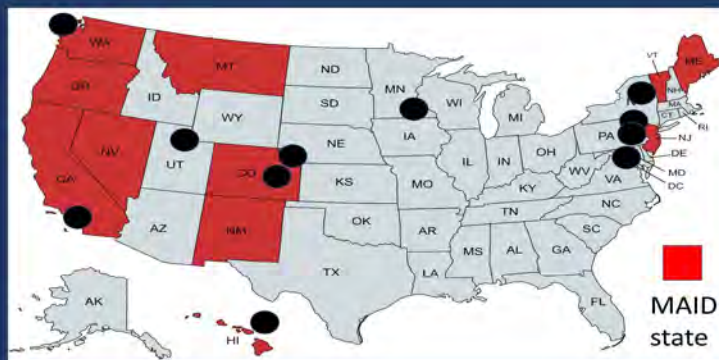 WA
VT
ME
MT
ND
OR
MN
NH
ID
SD
WI
MA
WY
MI
CT
RI
IA
PA
NE
NJ
NV
OH
DE
UT
IL
IN
CA
CO
WV
MD
KS
MO
VA
KY
DC
NC
TN
AZ
OK
NM
AR
SC
MS
AL
GA
TX
LA
AK
FL
HI
MAID
state